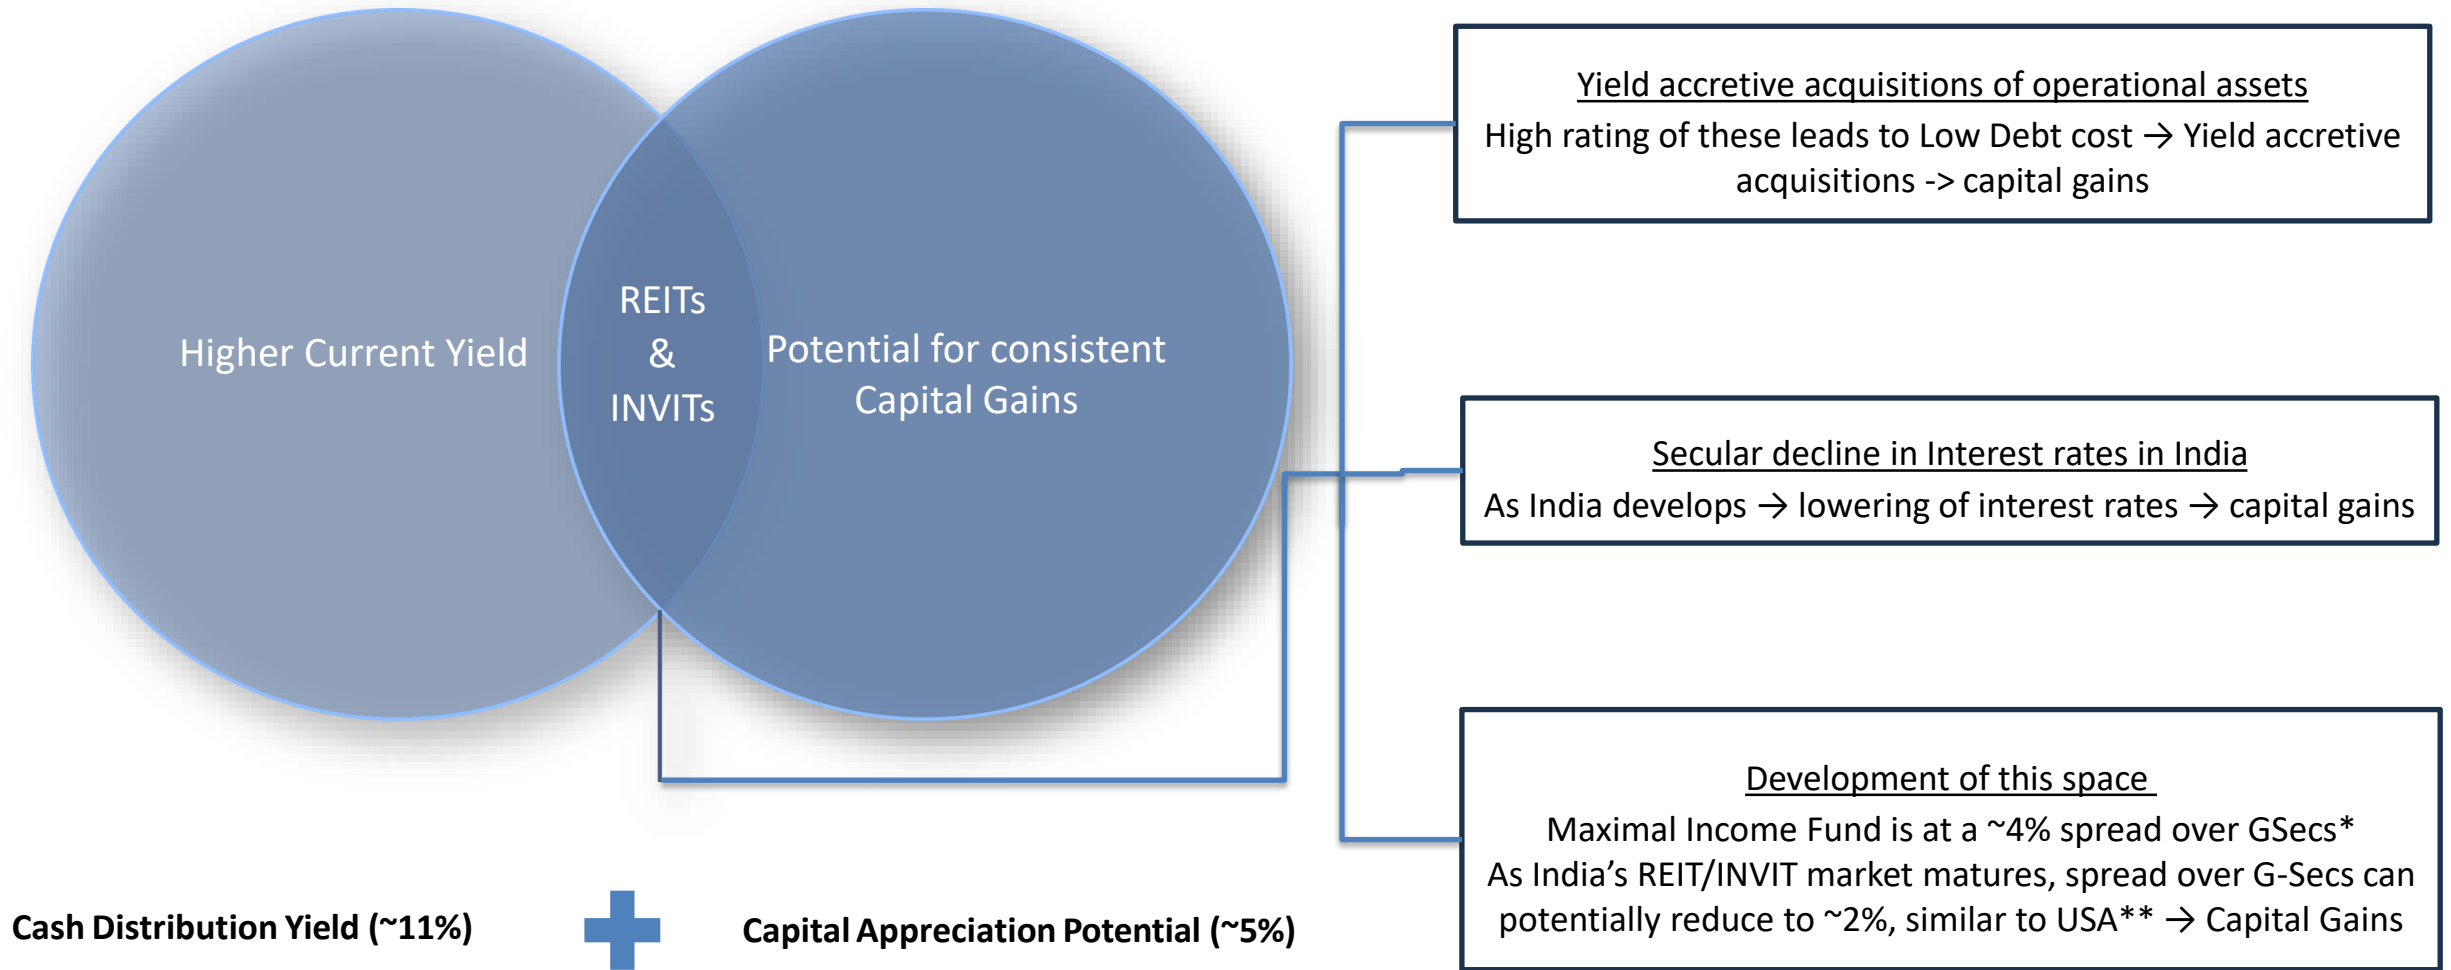 Higher Current Yield
REITs
&
INVITs
Potential for consistent
Capital Gains
Yield accretive acquisitions of operational assets
High rating of these leads to Low Debt cost → Yield accretive
acquisitions -> capital gains
Secular decline in Interest rates in India
As India develops → lowering of interest rates → capital gains
Development of this space
Maximal Income Fund is at a ~4% spread over GSecs*
As India’s REIT/INVIT market matures, spread over G-Secs can
potentially reduce to ~2%, similar to USA** → Capital Gains
Cash Distribution Yield (~11%)
Capital Appreciation Potential (~5%)